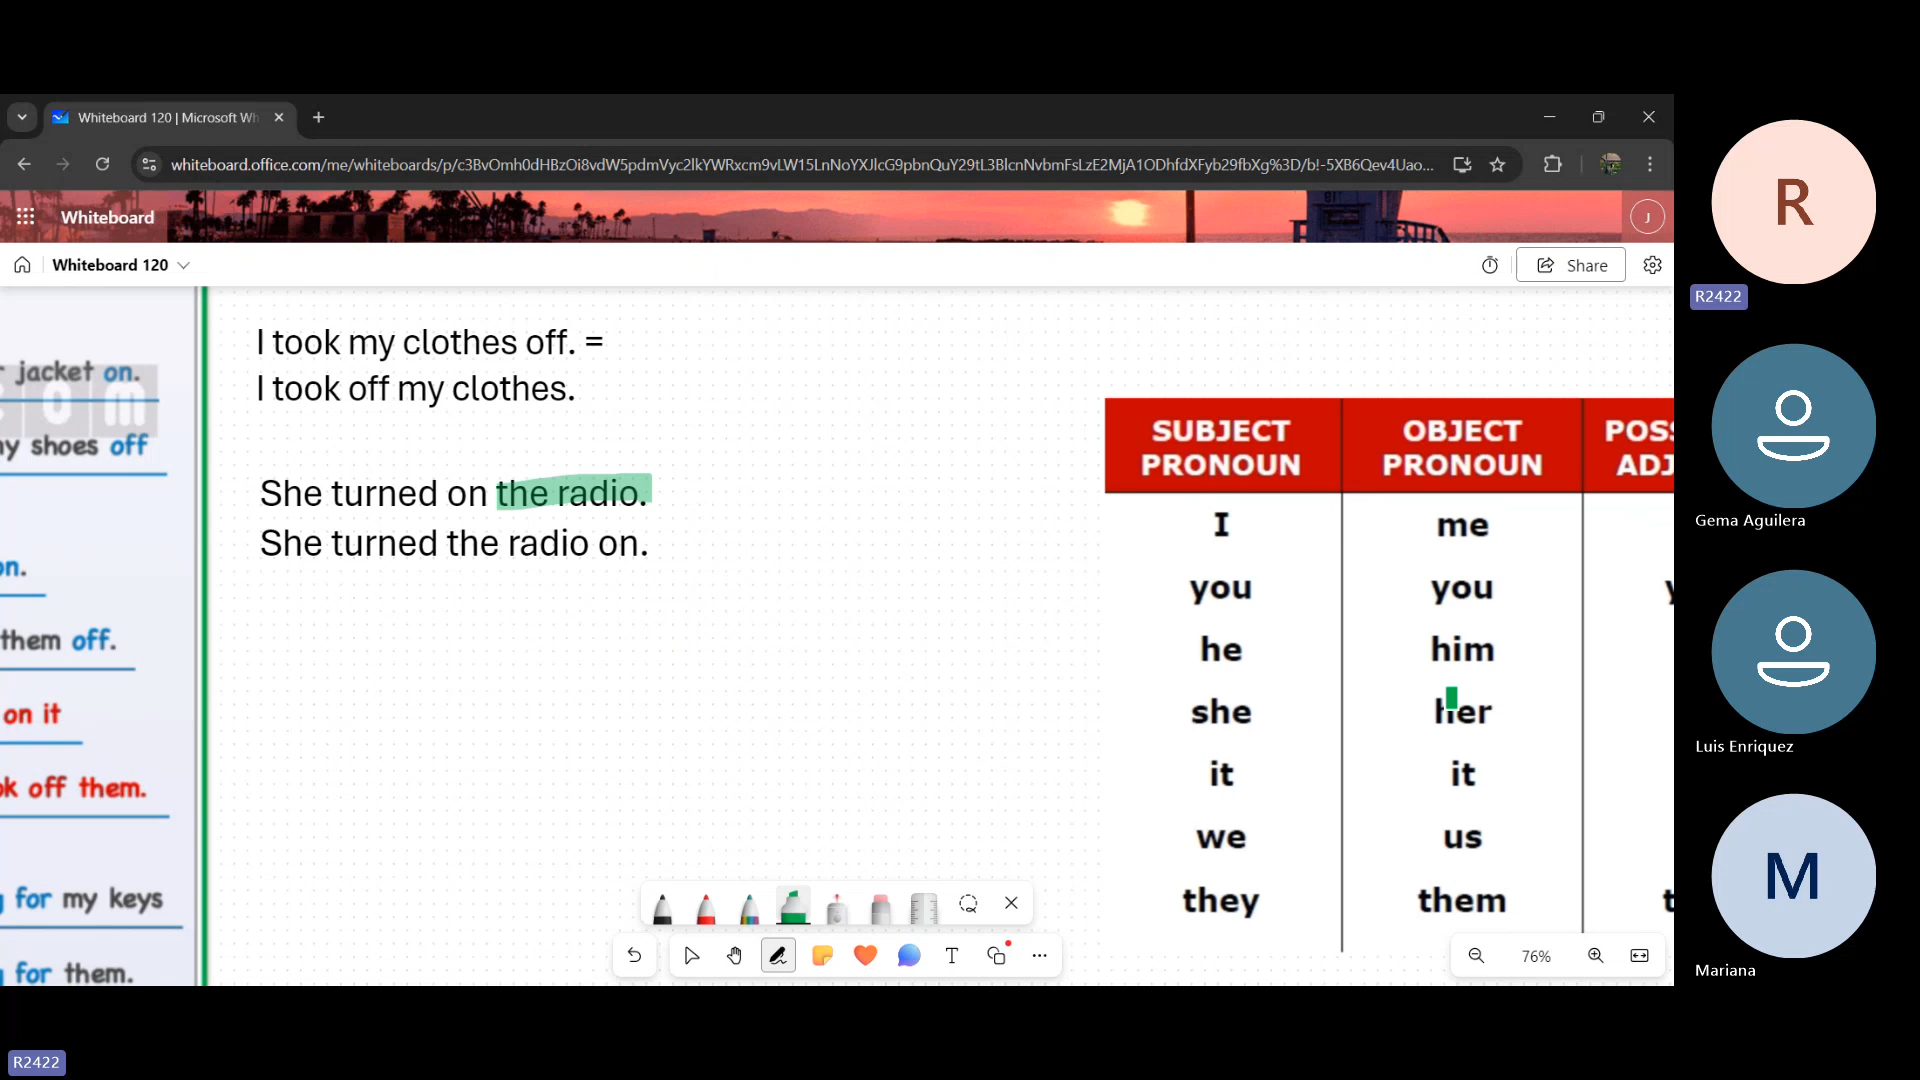 Whiteboard 120 | Microsoft Wh
whiteboard.office.com/me/whiteboards/p/c3BvOmh0dHBzOi8vdW5pdmVyc2lkYWRxcm9vLW15LnNoYXJlcG9pbnQuY29tL3BlcnNvbmFsLzE2MjA1ODhfdXFyb29fbXg%3D/b!-5XB6Qev4Uao...
Whiteboard
J
Whiteboard 120
Share
jacket on.
com
my shoes off
on.
them off.
on it
ok off them.
g for my keys
g for them.
I took my clothes off. =
I took off my clothes.
She turned on the radio.
She turned the radio on.
SUBJECT PRONOUN
OBJECT PRONOUN
POSS
ADJ
I me
you you y
he him
she her
it it
we us
they them t
76%
R
R2422
Gema Aguilera
Luis Enriquez
M
Mariana
R2422